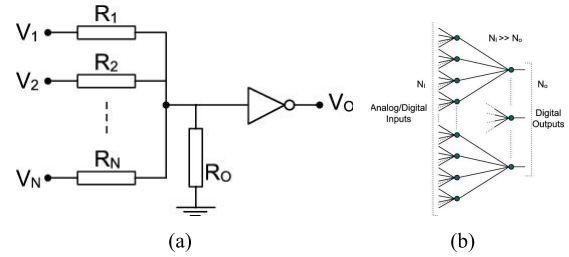 R1
V1
R2
V2
RN
VN
RO
VO
(a)
NI >> No
NI
No
Analog/Digital
Inputs
Digital
Outputs
(b)